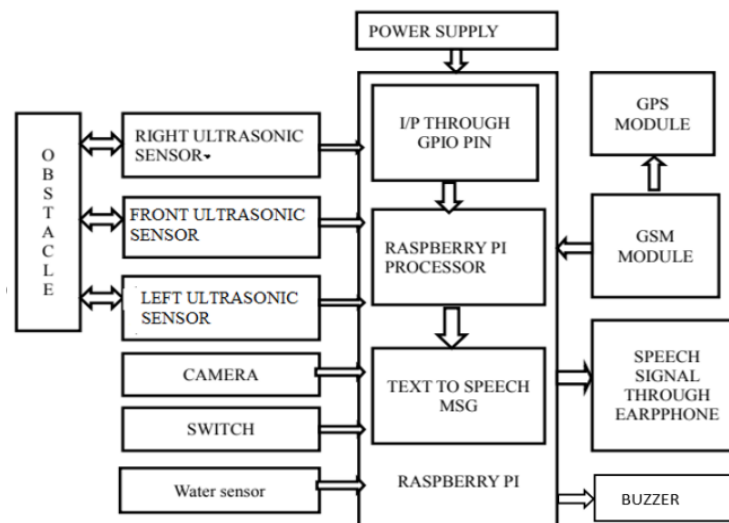 POWER SUPPLY
OBSTACLE
RIGHT ULTRASONIC
SENSOR
FRONT ULTRASONIC
SENSOR
LEFT ULTRASONIC
SENSOR
CAMERA
SWITCH
Water sensor
I/P THROUGH
GPIO PIN
RASPBERRY PI
PROCESSOR
TEXT TO SPEECH
MSG
RASPBERRY PI
GPS
MODULE
GSM
MODULE
SPEECH
SIGNAL
THROUGH
EARPPHONE
BUZZER